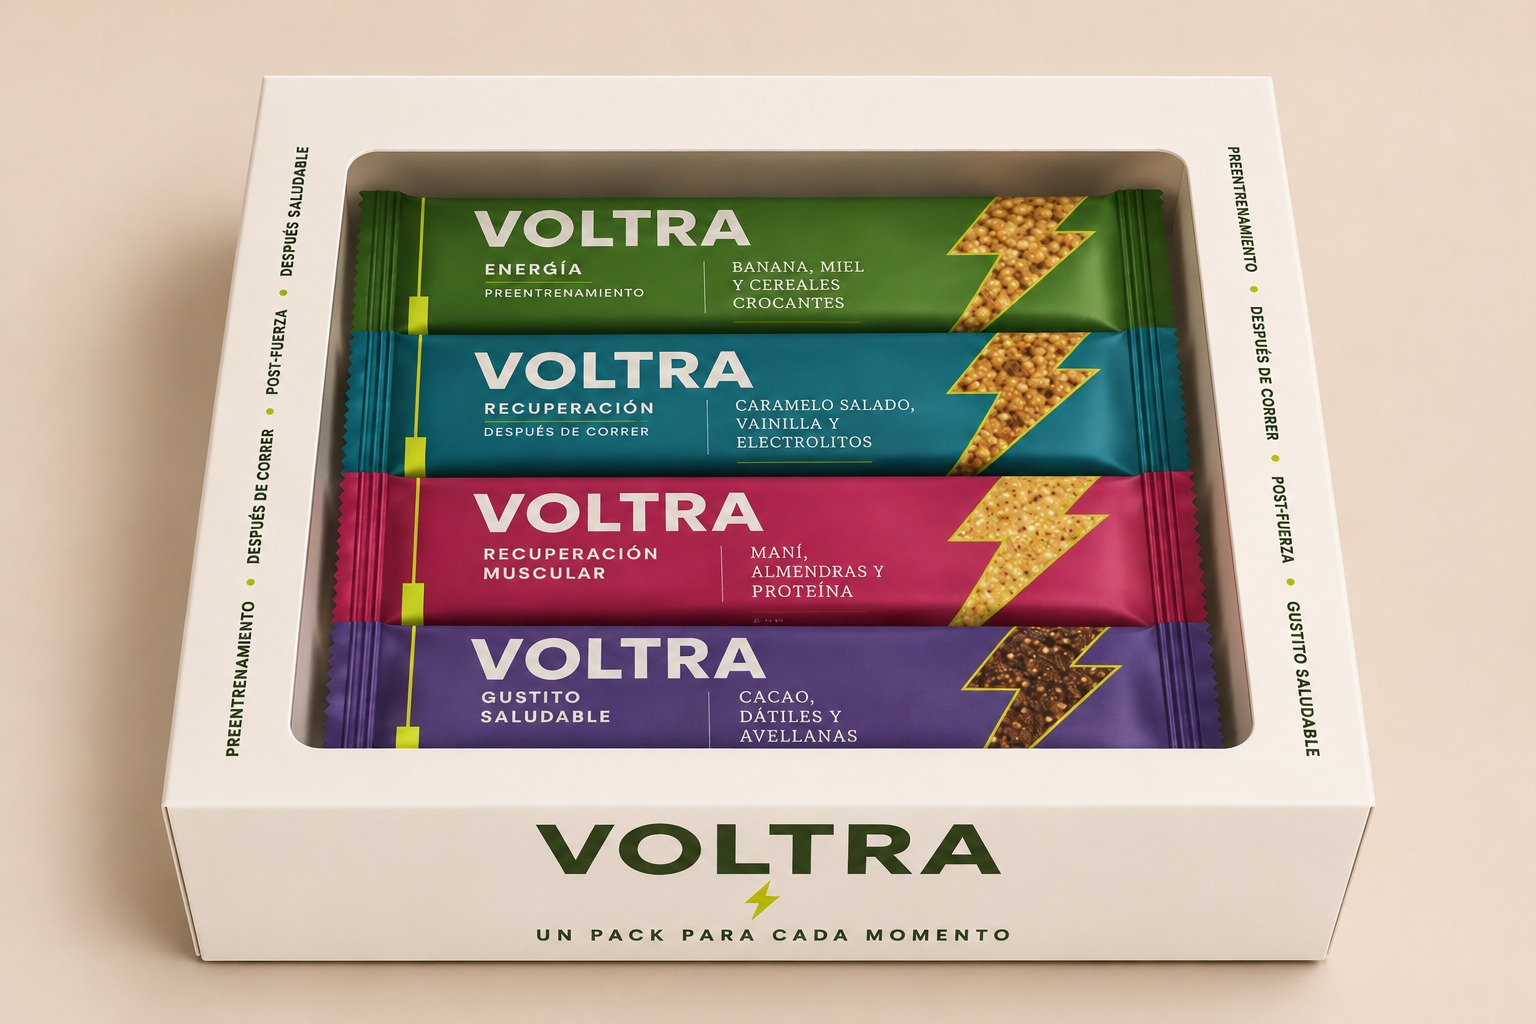 PREENTRENAMIENTO • DESPUÉS DE CORRER • POST-FUERZA • DESPUÉS SALUDABLE
VOLTRA
ENERǴÍA
PREENTRENAMIENTO
BANANA, MIEL
Y CEREALES
CROCANTES
VOLTRA
RECUPERACIÓN
DESPUÉS DE CORRER
CARAMELO SALADO,
VAINILLA Y
ELECTROLITOS
VOLTRA
RECUPERACIÓN
MUSCULAR
MANÍ,
ALMENDRAS Y
PROTEÍNA
VOLTRA
GUSTITO
SALUDABLE
CACAO,
DÁTILES Y
AVELLANAS
PREENTRENAMIENTO • DESPUÉS DE CORRER • POST-FUERZA • GUSTITO SALUDABLE
VOLTRA
UN PACK PARA CADA MOMENTO